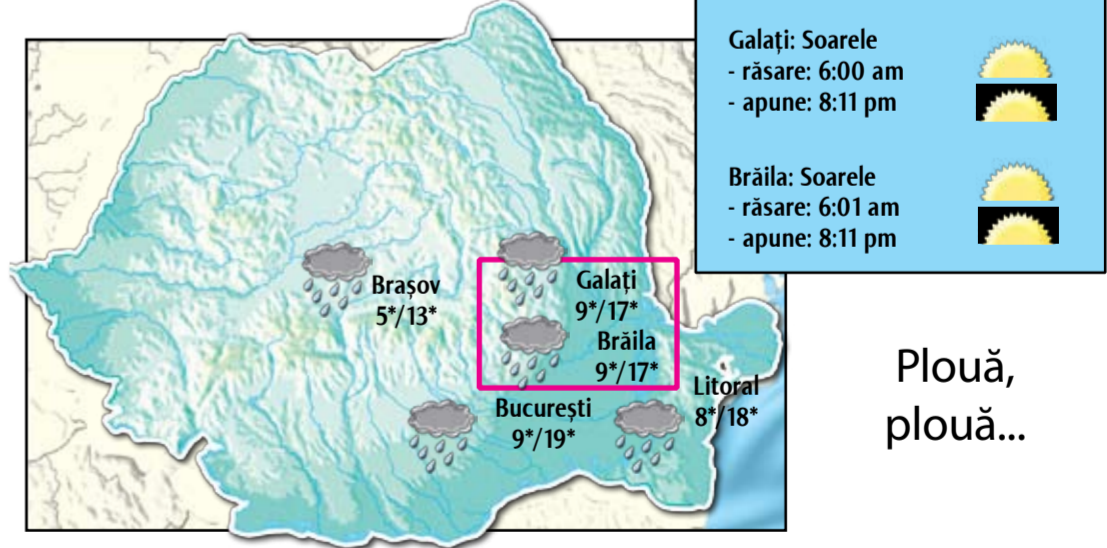 Galați: Soarele
- răsare: 6:00 am
- apune: 8:11 pm
Brăila: Soarele
- răsare: 6:01 am
- apune: 8:11 pm
Brașov
5*/13*
Galați
9*/17*
Brăila
9*/17*
Litoral
8*/18*
București
9*/19*
Plouă,
plouă...